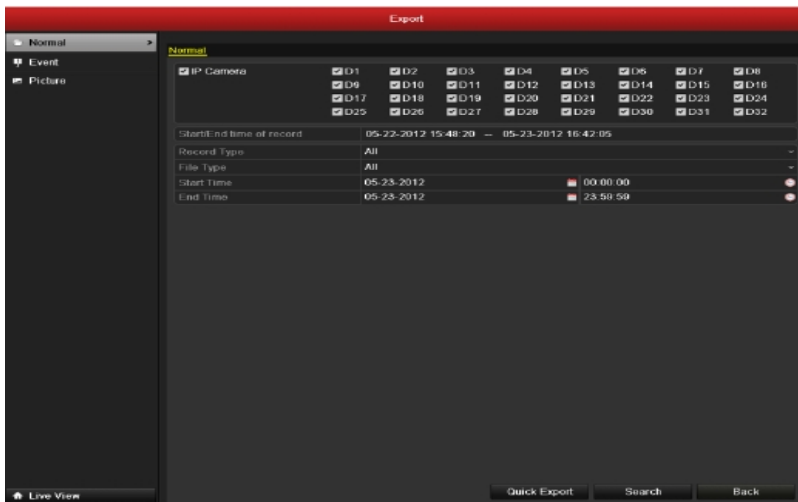 Export
Normal >
Event
Picture
Normal
IP Camera D1 D2 D3 D4 D5 D6 D7 D8
D9 D10 D11 D12 D13 D14 D15 D16
D17 D18 D19 D20 D21 D22 D23 D24
D25 D26 D27 D28 D29 D30 D31 D32
Start/End time of record 05-22-2012 15:48:20 -- 05-23-2012 16:42:05
Record Type All
File Type All
Start Time 05-23-2012 00:00:00
End Time 05-23-2012 23:59:59
Live View
Quick Export Search Back